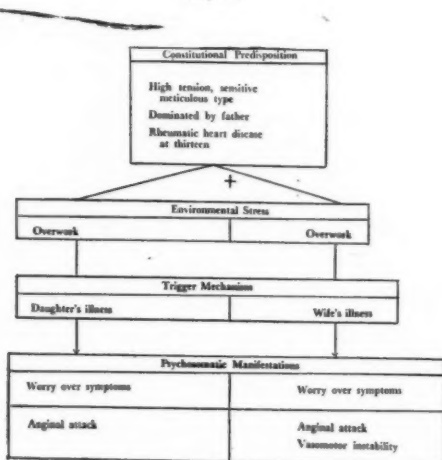 Constitutional Predisposition
High tension, sensitive
meticulous type
Dominated by father
Rheumatic heart disease
at thirteen
+
Environmental Stress
Overwork Overwork
Trigger Mechanism
Daughter's illness Wife's illness
Psychosomatic Manifestations
Worry over symptoms Worry over symptoms
Anginal attack Anginal attack
Vasomotor instability